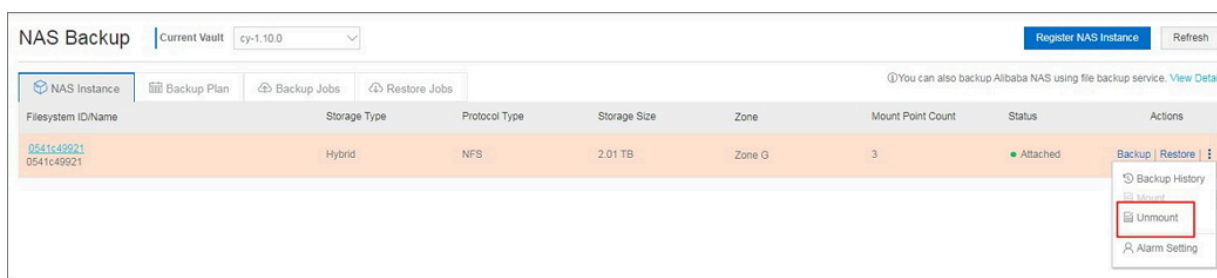 NAS Backup Current Vault cy-1.10.0 Register NAS Instance Refresh
NAS Instance Backup Plan Backup Jobs Restore Jobs ⓘYou can also backup Alibaba NAS using file backup service. View Detai
Filesystem ID/Name Storage Type Protocol Type Storage Size Zone Mount Point Count Status Actions
0541c49921 Hybrid NFS 2.01 TB Zone G 3 Attached Backup | Restore |
0541c49921
Backup History
Mount
Unmount
Alarm Setting